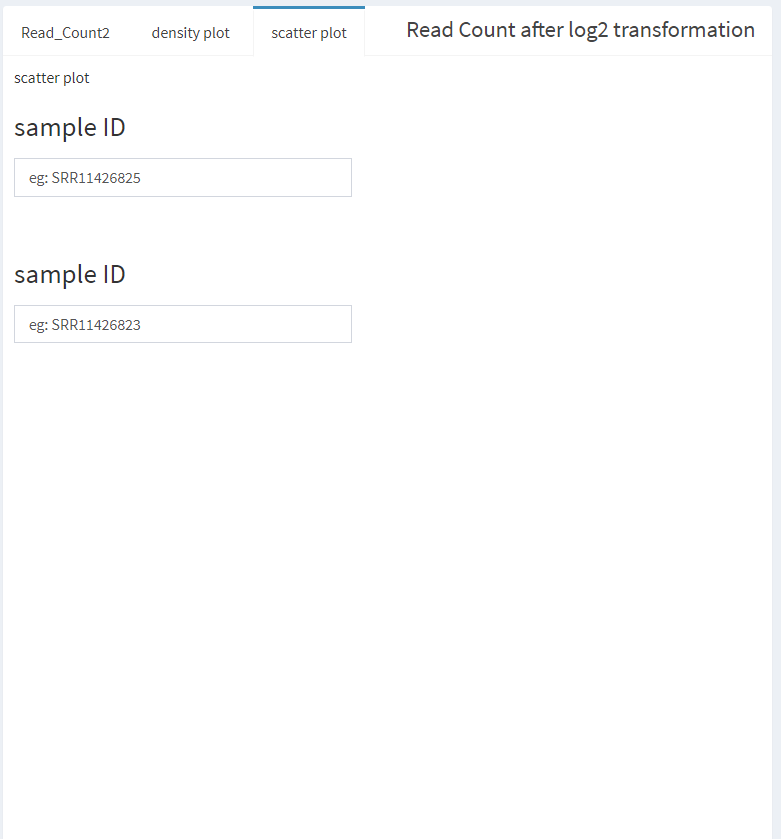 Read_Count2 density plot scatter plot Read Count after log2 transformation
scatter plot
sample ID
eg: SRR11426825
sample ID
eg: SRR11426823